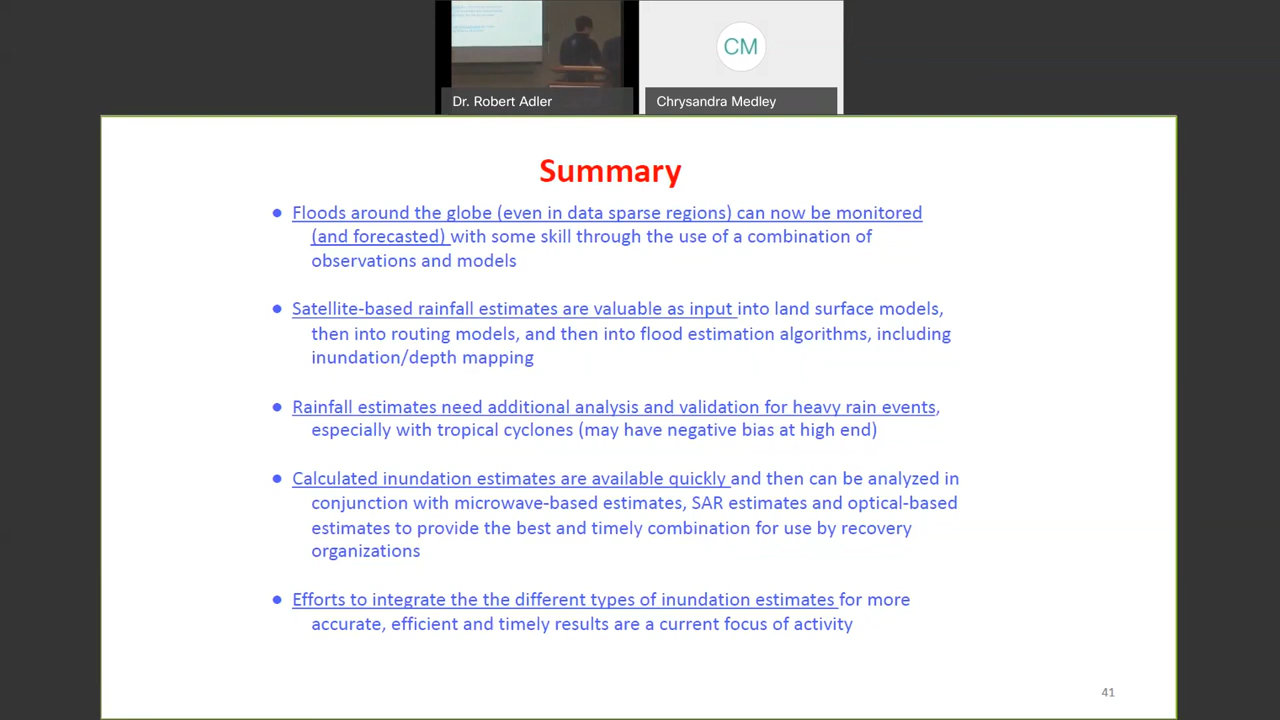 CM
Dr. Robert Adler
Chrysandra Medley
Summary
• Floods around the globe (even in data sparse regions) can now be monitored
(and forecasted) with some skill through the use of a combination of
observations and models
• Satellite-based rainfall estimates are valuable as input into land surface models,
then into routing models, and then into flood estimation algorithms, including
inundation/depth mapping
• Rainfall estimates need additional analysis and validation for heavy rain events,
especially with tropical cyclones (may have negative bias at high end)
• Calculated inundation estimates are available quickly and then can be analyzed in
conjunction with microwave-based estimates, SAR estimates and optical-based
estimates to provide the best and timely combination for use by recovery
organizations
• Efforts to integrate the the different types of inundation estimates for more
accurate, efficient and timely results are a current focus of activity
41